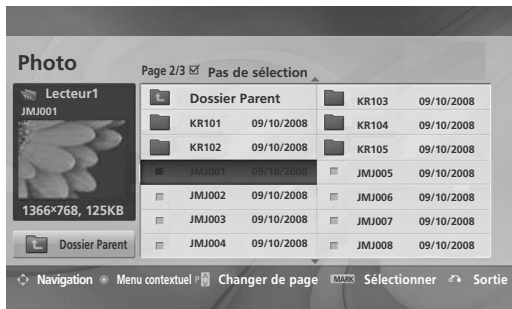 Photo
Page 2/3 Pas de sélection
Lecteur1
JMJ001
1366×768, 125KB
Dossier Parent
Dossier Parent
KR101 09/10/2008
KR102 09/10/2008
JMJ001 09/10/2008
JMJ002 09/10/2008
JMJ003 09/10/2008
JMJ004 09/10/2008
KR103 09/10/2008
KR104 09/10/2008
KR105 09/10/2008
JMJ005 09/10/2008
JMJ006 09/10/2008
JMJ007 09/10/2008
JMJ008 09/10/2008
Navigation Menu contextuel P Changer de page MARK Sélectionner Sortie